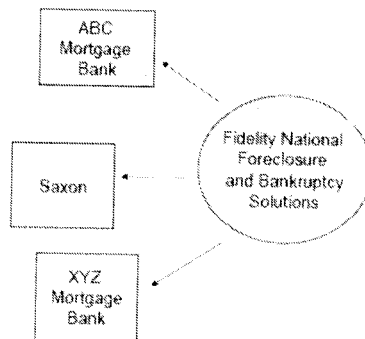 ABC
Mortgage
Bank
Fidelity National
Foreclosure
and Bankruptcy
Solutions
Saxon
XYZ
Mortgage
Bank